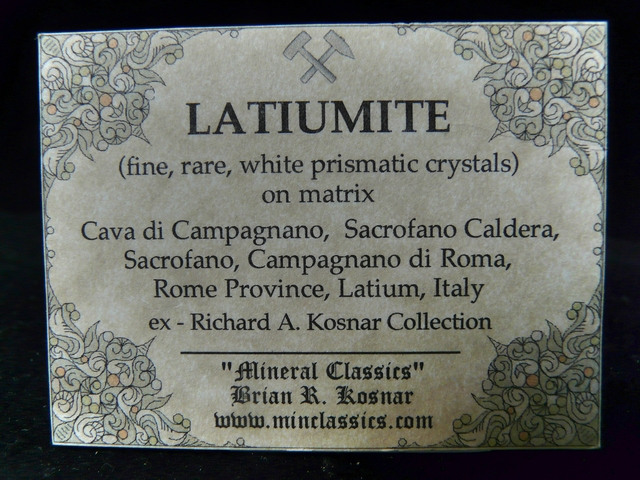 LATIUMITE
(fine, rare, white prismatic crystals)
on matrix
Cava di Campagnano, Sacrofano Caldera,
Sacrofano, Campagnano di Roma,
Rome Province, Latium, Italy
ex - Richard A. Kosnar Collection
"Mineral Classics"
Brian R. Kosnar
www.minclassics.com